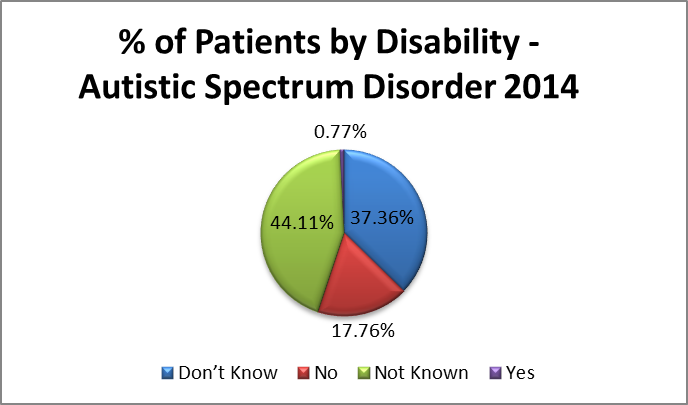 % of Patients by Disability -
Autistic Spectrum Disorder 2014
0.77%
44.11%
37.36%
17.76%
Don’t Know
No
Not Known
Yes